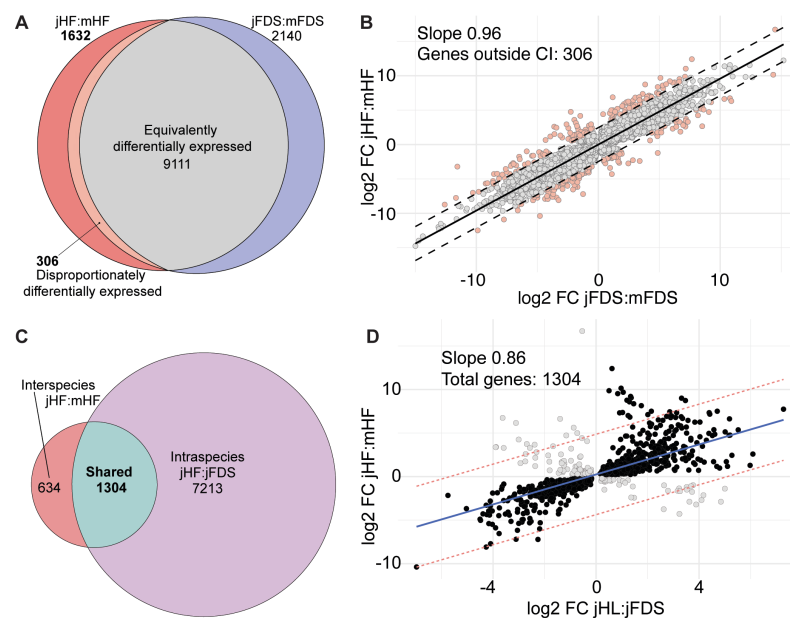 A
jHF:mHF
1632
jFDS:mFDS
2140
Equivalently
differentially expressed
9111
306
Disproportionately
differentially expressed
B
Slope 0.96
Genes outside CI: 306
log2 FC jHF:mHF
10
0
-10
-10
0
10
log2 FC jFDS:mFDS
C
Interspecies
jHF:mHF
634
Shared
1304
Intraspecies
jHF:jFDS
7213
D
Slope 0.86
Total genes: 1304
log2 FC jHF:mHF
10
0
-10
-4
0
4
log2 FC jHL:jFDS